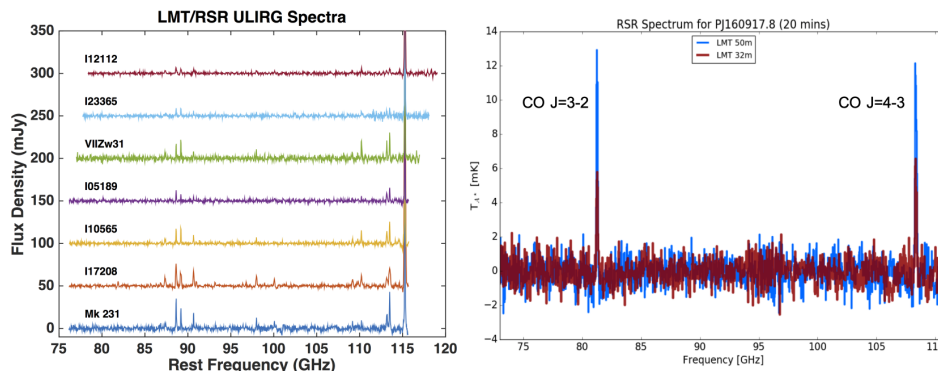 LMT/RSR ULIRG Spectra
Flux Density (mJy)
350
300
250
200
150
100
50
0
I12112
I23365
VIIZw31
I05189
I10565
I17208
Mk 231
75 80 85 90 95 100 105 110 115 120
Rest Frequency (GHz)
RSR Spectrum for PJ160917.8 (20 mins)
LMT 50m
LMT 32m
CO J=3-2
CO J=4-3
14
12
10
8
6
4
2
0
−2
−4
T_A* [mK]
75 80 85 90 95 100 105 110
Frequency [GHz]